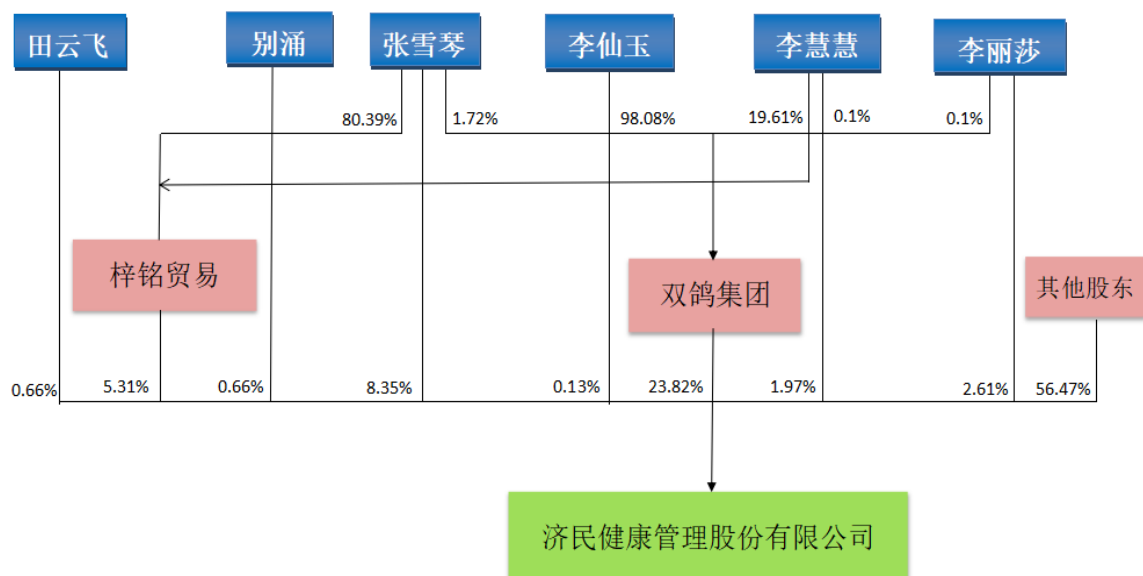 田云飞
别涌
张雪琴
李仙玉
李慧慧
李丽莎
80.39%
1.72%
98.08%
19.61%
0.1%
0.1%
梓铭贸易
双鸽集团
其他股东
0.66%
5.31%
0.66%
8.35%
0.13%
23.82%
1.97%
2.61%
56.47%
济民健康管理股份有限公司